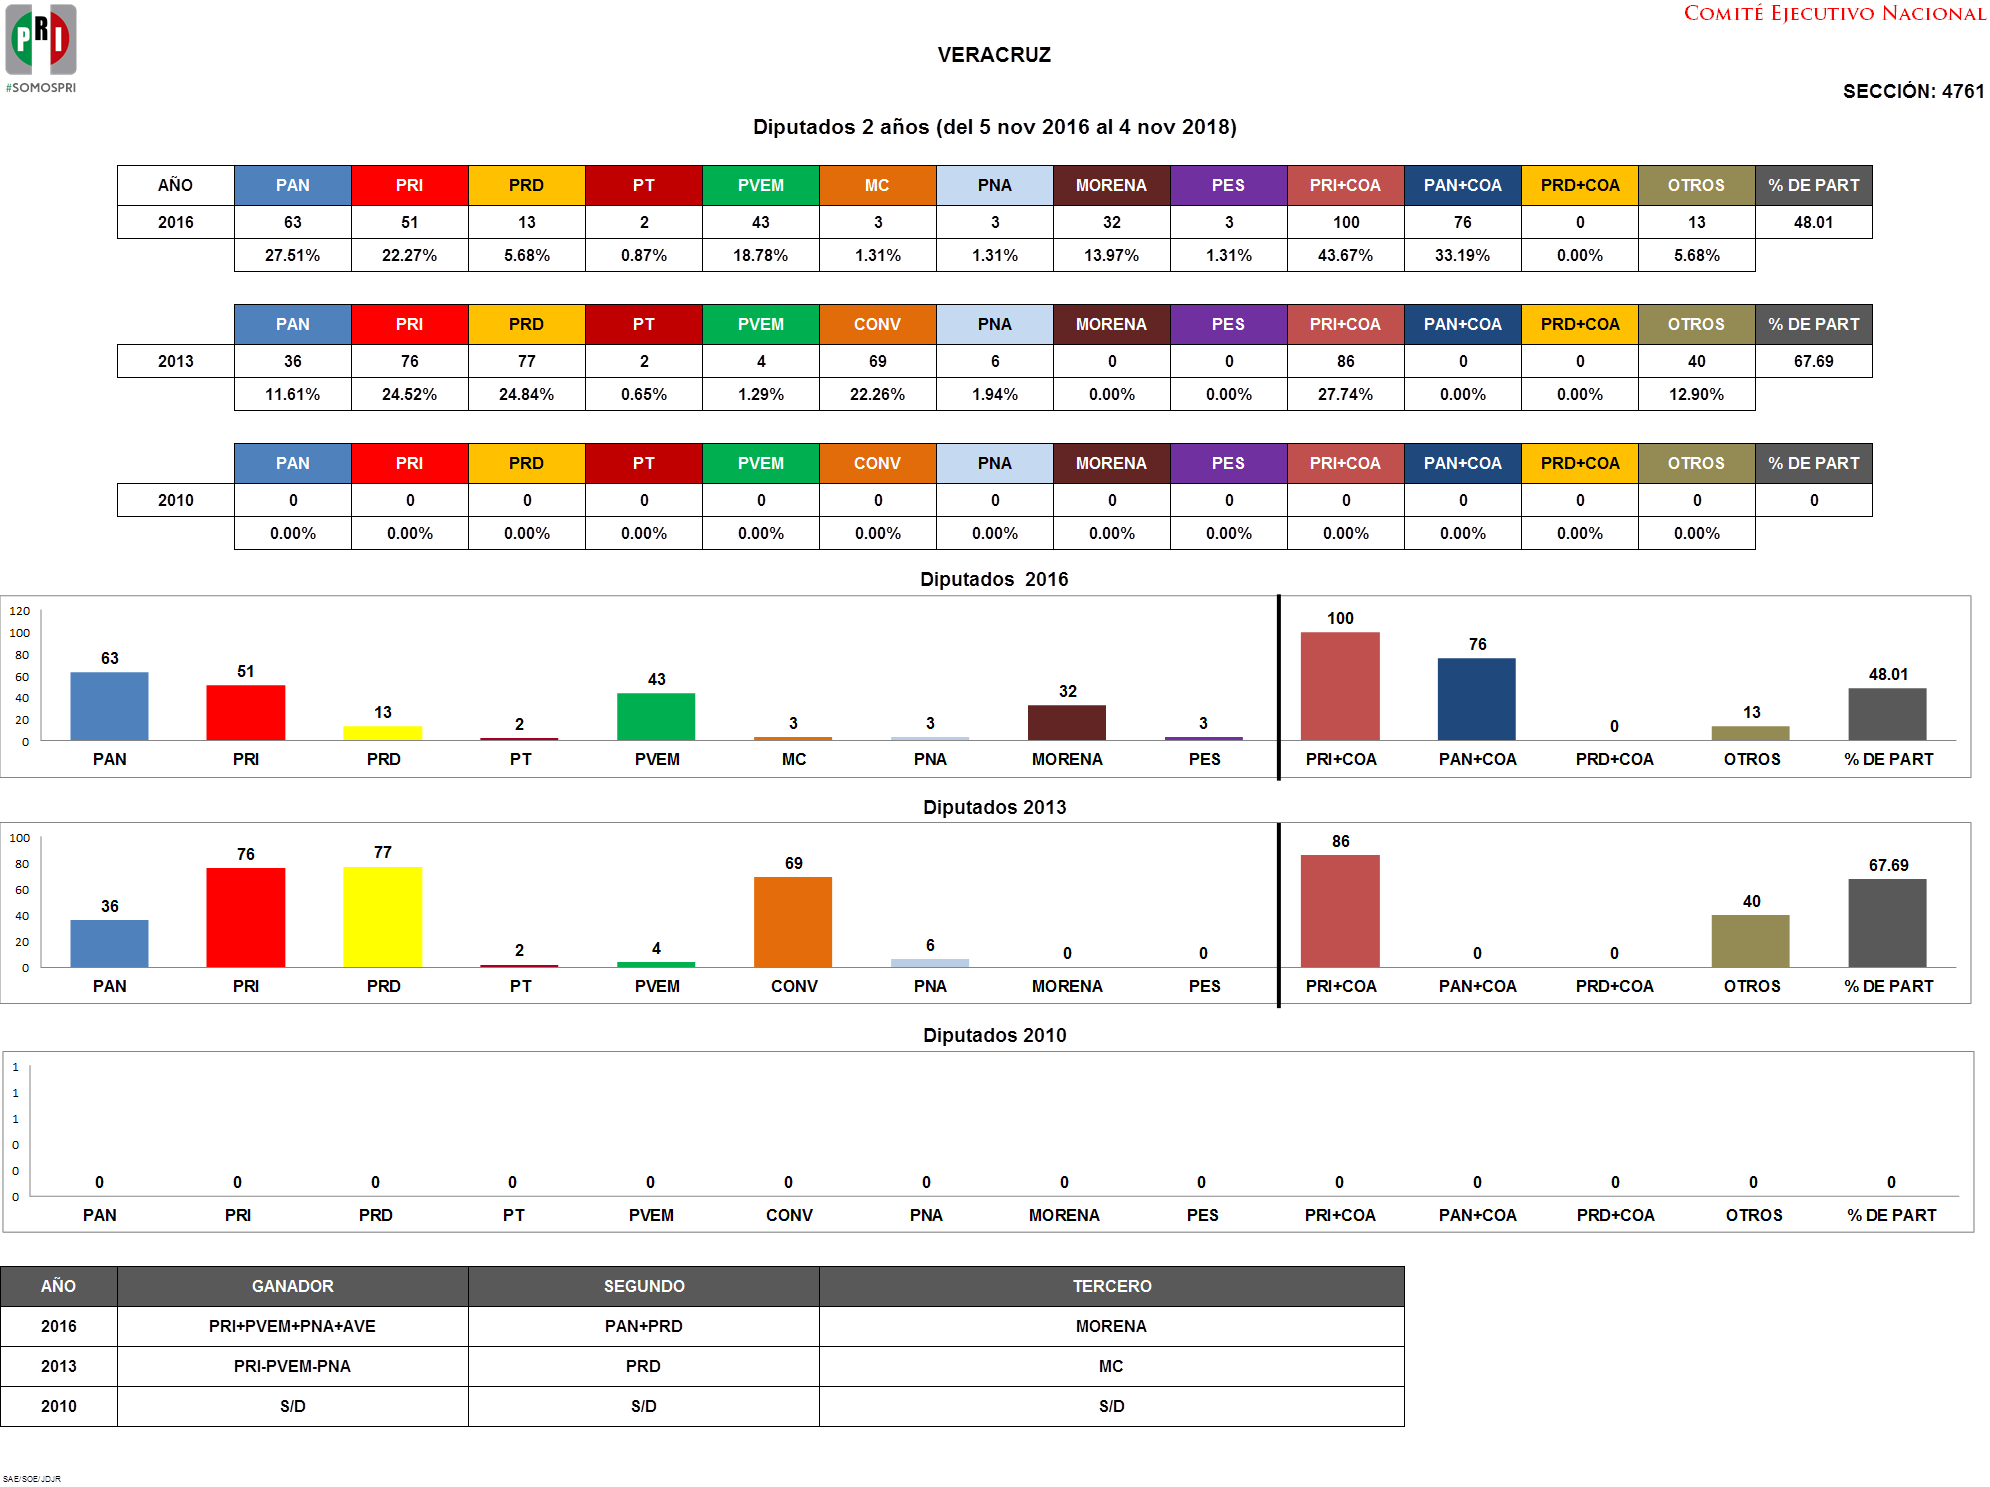 PRI
#SOMOSPRI
COMITÉ EJECUTIVO NACIONAL
VERACRUZ
SECCIÓN: 4761
Diputados 2 años (del 5 nov 2016 al 4 nov 2018)
AÑO PAN PRI PRD PT PVEM MC PNA MORENA PES PRI+COA PAN+COA PRD+COA OTROS % DE PART
2016 63 51 13 2 43 3 3 32 3 100 76 0 13 48.01
27.51% 22.27% 5.68% 0.87% 18.78% 1.31% 1.31% 13.97% 1.31% 43.67% 33.19% 0.00% 5.68%
PAN PRI PRD PT PVEM CONV PNA MORENA PES PRI+COA PAN+COA PRD+COA OTROS % DE PART
2013 36 76 77 2 4 69 6 0 0 86 0 0 40 67.69
11.61% 24.52% 24.84% 0.65% 1.29% 22.26% 1.94% 0.00% 0.00% 27.74% 0.00% 0.00% 12.90%
PAN PRI PRD PT PVEM CONV PNA MORENA PES PRI+COA PAN+COA PRD+COA OTROS % DE PART
2010 0 0 0 0 0 0 0 0 0 0 0 0 0 0
0.00% 0.00% 0.00% 0.00% 0.00% 0.00% 0.00% 0.00% 0.00% 0.00% 0.00% 0.00% 0.00%
Diputados 2016
120
100
80
60
40
20
0
63 51 13 2 43 3 3 32 3 100 76 0 13 48.01
PAN PRI PRD PT PVEM MC PNA MORENA PES PRI+COA PAN+COA PRD+COA OTROS % DE PART
Diputados 2013
100
80
60
40
20
0
36 76 77 2 4 69 6 0 0 86 0 0 40 67.69
PAN PRI PRD PT PVEM CONV PNA MORENA PES PRI+COA PAN+COA PRD+COA OTROS % DE PART
Diputados 2010
1
1
1
0
0
0
0 0 0 0 0 0 0 0 0 0 0 0 0 0
PAN PRI PRD PT PVEM CONV PNA MORENA PES PRI+COA PAN+COA PRD+COA OTROS % DE PART
AÑO GANADOR SEGUNDO TERCERO
2016 PRI+PVEM+PNA+AVE PAN+PRD MORENA
2013 PRI-PVEM-PNA PRD MC
2010 S/D S/D S/D
SAE/SOE/JDJR